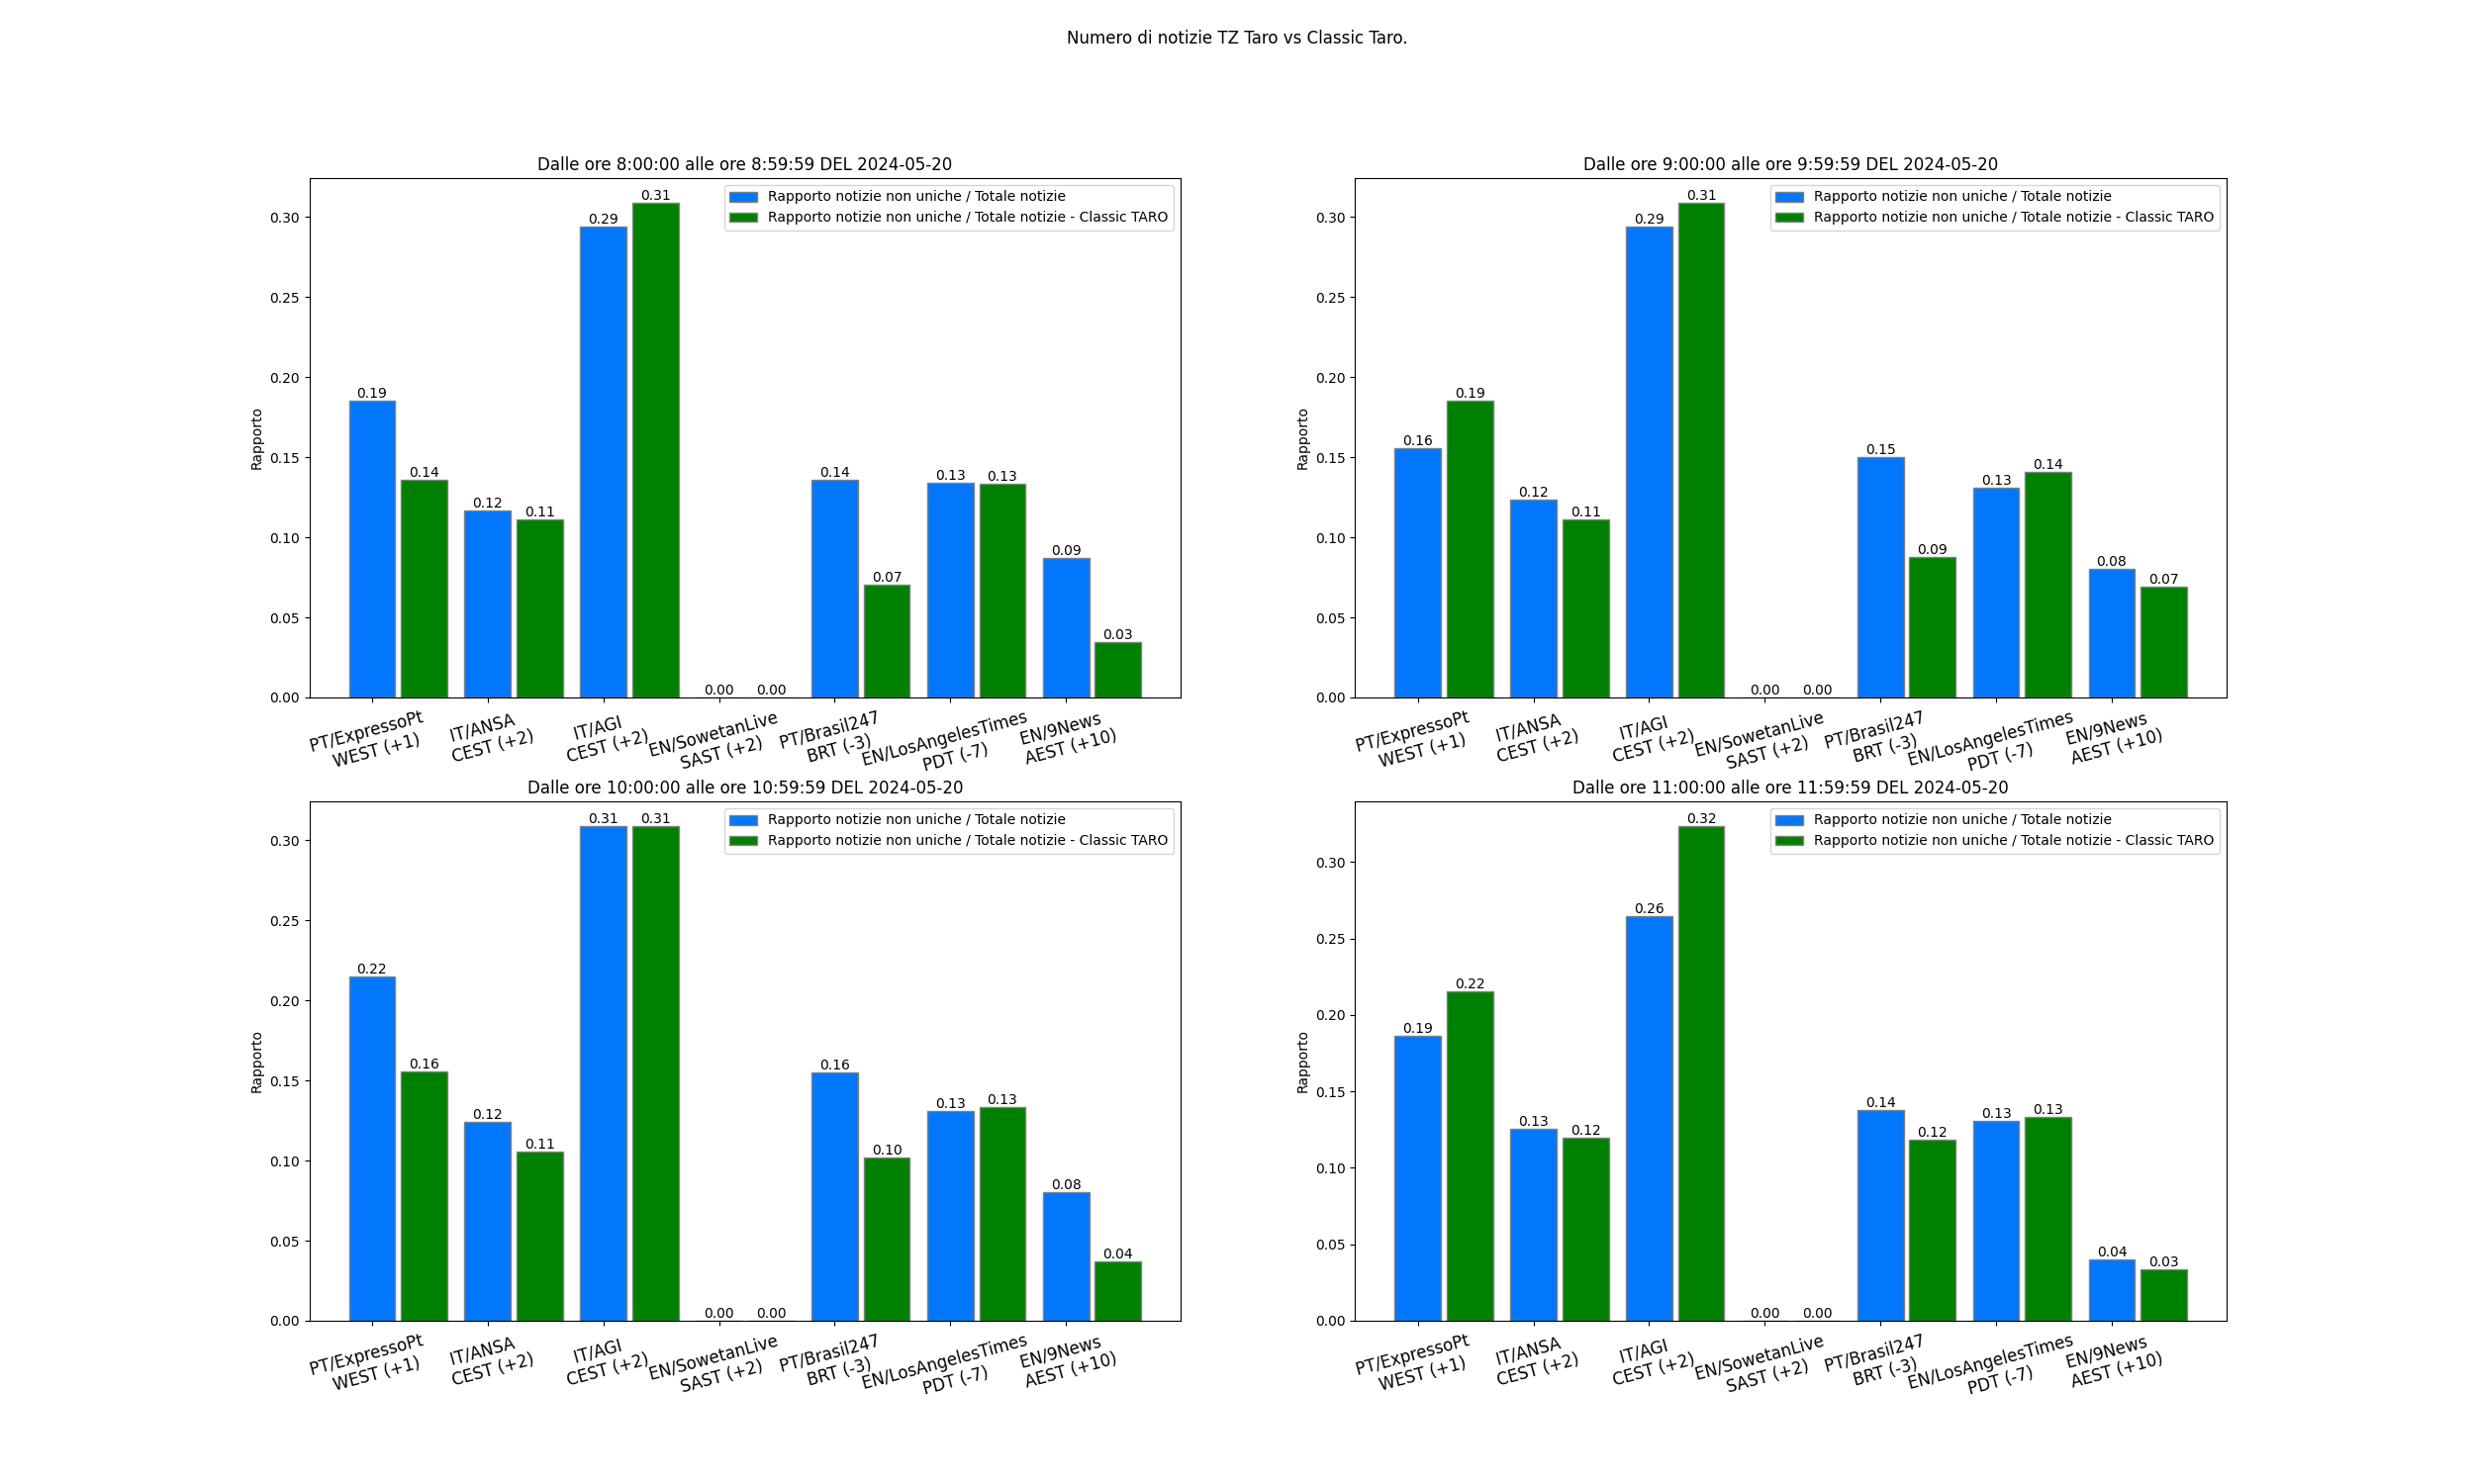 Numero di notizie TZ Taro vs Classic Taro.
Dalle ore 8:00:00 alle ore 8:59:59 DEL 2024-05-20
Rapporto notizie non uniche / Totale notizie
Rapporto notizie non uniche / Totale notizie - Classic TARO
Rapporto
0.30
0.25
0.20
0.15
0.10
0.05
0.00
0.19
0.14
0.12
0.11
0.29
0.31
0.00
0.00
0.14
0.07
0.13
0.13
0.09
0.03
PT/ExpressoPt
WEST (+1)
IT/ANSA
CEST (+2)
IT/AGI
CEST (+2)
EN/SowetanLive
SAST (+2)
PT/Brasil247
BRT (-3)
EN/LosAngelesTimes
PDT (-7)
EN/9News
AEST (+10)
Dalle ore 9:00:00 alle ore 9:59:59 DEL 2024-05-20
Rapporto notizie non uniche / Totale notizie
Rapporto notizie non uniche / Totale notizie - Classic TARO
Rapporto
0.30
0.25
0.20
0.15
0.10
0.05
0.00
0.16
0.19
0.12
0.11
0.29
0.31
0.00
0.00
0.15
0.09
0.13
0.14
0.08
0.07
PT/ExpressoPt
WEST (+1)
IT/ANSA
CEST (+2)
IT/AGI
CEST (+2)
EN/SowetanLive
SAST (+2)
PT/Brasil247
BRT (-3)
EN/LosAngelesTimes
PDT (-7)
EN/9News
AEST (+10)
Dalle ore 10:00:00 alle ore 10:59:59 DEL 2024-05-20
Rapporto notizie non uniche / Totale notizie
Rapporto notizie non uniche / Totale notizie - Classic TARO
Rapporto
0.30
0.25
0.20
0.15
0.10
0.05
0.00
0.22
0.16
0.12
0.11
0.31
0.31
0.00
0.00
0.16
0.10
0.13
0.13
0.08
0.04
PT/ExpressoPt
WEST (+1)
IT/ANSA
CEST (+2)
IT/AGI
CEST (+2)
EN/SowetanLive
SAST (+2)
PT/Brasil247
BRT (-3)
EN/LosAngelesTimes
PDT (-7)
EN/9News
AEST (+10)
Dalle ore 11:00:00 alle ore 11:59:59 DEL 2024-05-20
Rapporto notizie non uniche / Totale notizie
Rapporto notizie non uniche / Totale notizie - Classic TARO
Rapporto
0.30
0.25
0.20
0.15
0.10
0.05
0.00
0.19
0.22
0.13
0.12
0.26
0.32
0.00
0.00
0.14
0.12
0.13
0.13
0.04
0.03
PT/ExpressoPt
WEST (+1)
IT/ANSA
CEST (+2)
IT/AGI
CEST (+2)
EN/SowetanLive
SAST (+2)
PT/Brasil247
BRT (-3)
EN/LosAngelesTimes
PDT (-7)
EN/9News
AEST (+10)